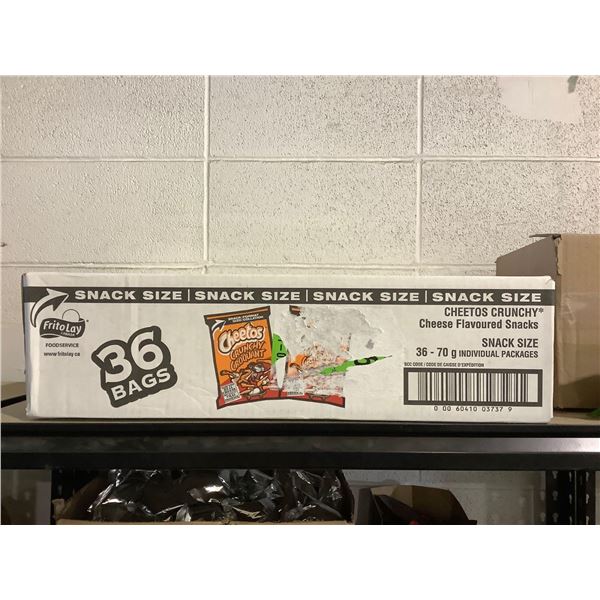 SNACK SIZE | SNACK SIZE | SNACK SIZE | SNACK SIZE
FritoLay
CANADA
FOODSERVICE
www.fritolay.ca
36
BAGS
Cheetos
CRUNCHY
CROQUANT
CHEETOS CRUNCHY*
Cheese Flavoured Snacks
SNACK SIZE
36 - 70 g INDIVIDUAL PACKAGES
SCC CODE / CODE DE CAISSE D'EXPÉDITION
0 00 60410 03737 9